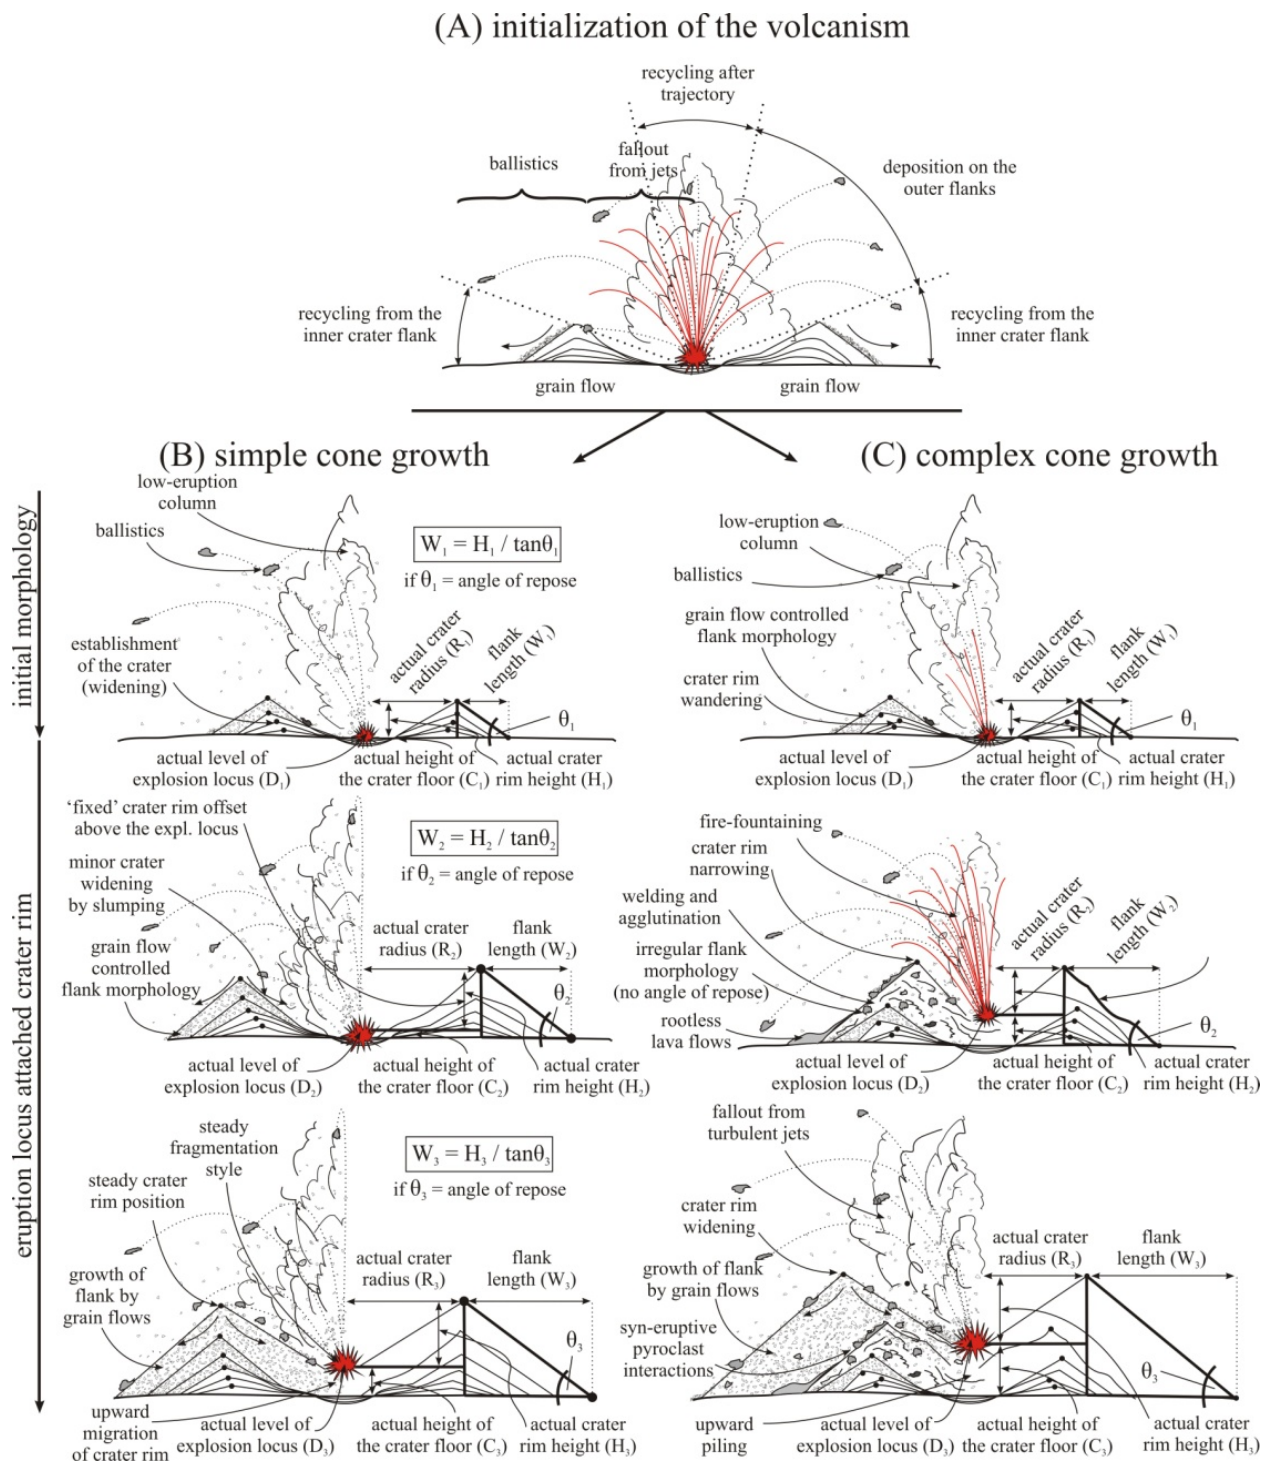 (A) initialization of the volcanism
recycling after
trajectory
ballistics
fallout
from jets
deposition on the
outer flanks
recycling from the
inner crater flank
recycling from the
inner crater flank
grain flow
grain flow
(B) simple cone growth
(C) complex cone growth
initial morphology
eruption locus attached crater rim
low-eruption
column
ballistics
W₁ = H₁ / tanθ₁
if θ₁ = angle of repose
establishment
of the crater
(widening)
actual crater
radius (R₁)
flank
length (W₁)
θ₁
actual level of
explosion locus (D₁)
actual height of
the crater floor (C₁)
actual crater
rim height (H₁)
low-eruption
column
ballistics
grain flow controlled
flank morphology
crater rim
wandering
actual crater
radius (R₁)
flank
length (W₁)
θ₁
actual level of
explosion locus (D₁)
actual height of
the crater floor (C₁)
actual crater
rim height (H₁)
‘fixed’ crater rim offset
above the expl. locus
W₂ = H₂ / tanθ₂
if θ₂ = angle of repose
minor crater
widening
by slumping
grain flow
controlled
flank morphology
actual crater
radius (R₂)
flank
length (W₂)
θ₂
actual level of
explosion locus (D₂)
actual height of
the crater floor (C₂)
actual crater
rim height (H₂)
fire-fountaining
crater rim
narrowing
welding and
agglutination
irregular flank
morphology
(no angle of repose)
rootless
lava flows
actual crater
radius (R₂)
flank
length (W₂)
θ₂
actual level of
explosion locus (D₂)
actual height of
the crater floor (C₂)
actual crater
rim height (H₂)
steady
fragmentation
style
W₃ = H₃ / tanθ₃
if θ₃ = angle of repose
steady crater
rim position
growth of
flank by
grain flows
actual crater
radius (R₃)
flank
length (W₃)
θ₃
upward
migration
of crater rim
actual level of
explosion locus (D₃)
actual height of
the crater floor (C₃)
actual crater
rim height (H₃)
fallout from
turbulent jets
crater rim
widening
growth of flank
by grain flows
syn-eruptive
pyroclast
interactions
actual crater
radius (R₃)
flank
length (W₃)
θ₃
upward
piling
actual level of
explosion locus (D₃)
actual height of
the crater floor (C₃)
actual crater
rim height (H₃)